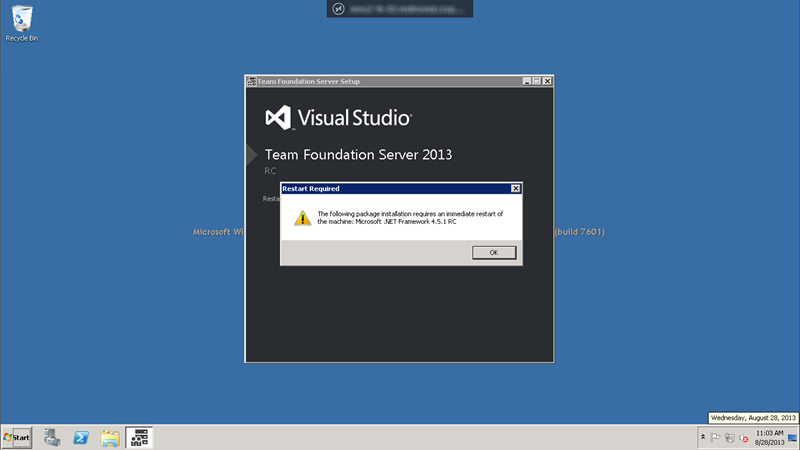 Recycle Bin
Team Foundation Server Setup
Visual Studio
Team Foundation Server 2013
RC
Restart Required
The following package installation requires an immediate restart of
the machine: Microsoft .NET Framework 4.5.1 RC
OK
Microsoft Wi
(build 7601)
Wednesday, August 28, 2013
Start
11:03 AM
8/28/2013